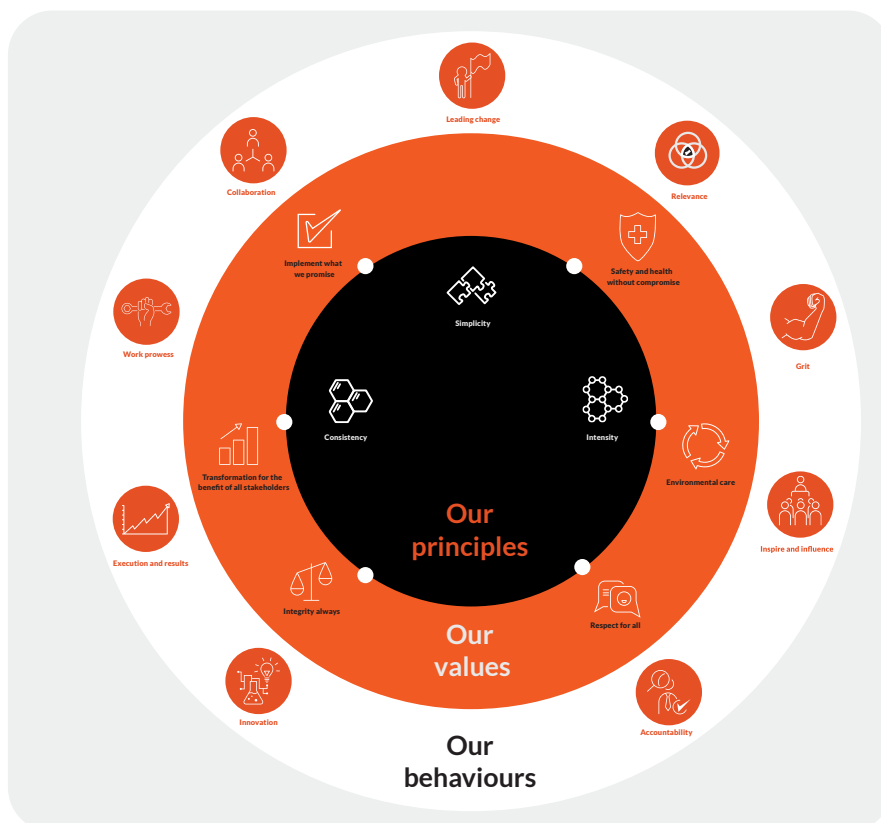 Leading change
Collaboration
Relevance
Implement what
we promise
Safety and health
without compromise
Simplicity
Work prowess
Grit
Consistency
Intensity
Transformation for the
benefit of all stakeholders
Environmental care
Our
principles
Execution and results
Inspire and influence
Integrity always
Respect for all
Our
values
Innovation
Accountability
Our
behaviours